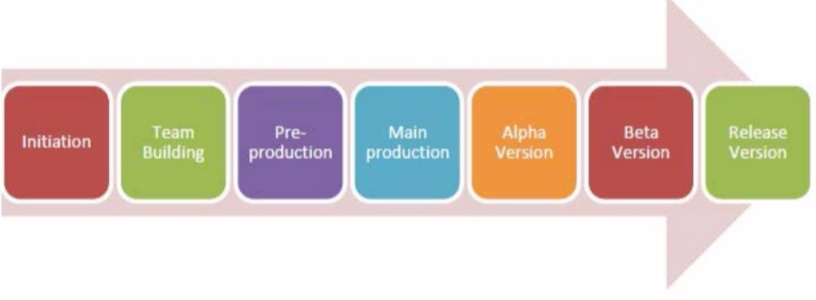 Initiation
Team
Building
Pre-
production
Main
production
Alpha
Version
Beta
Version
Release
Version